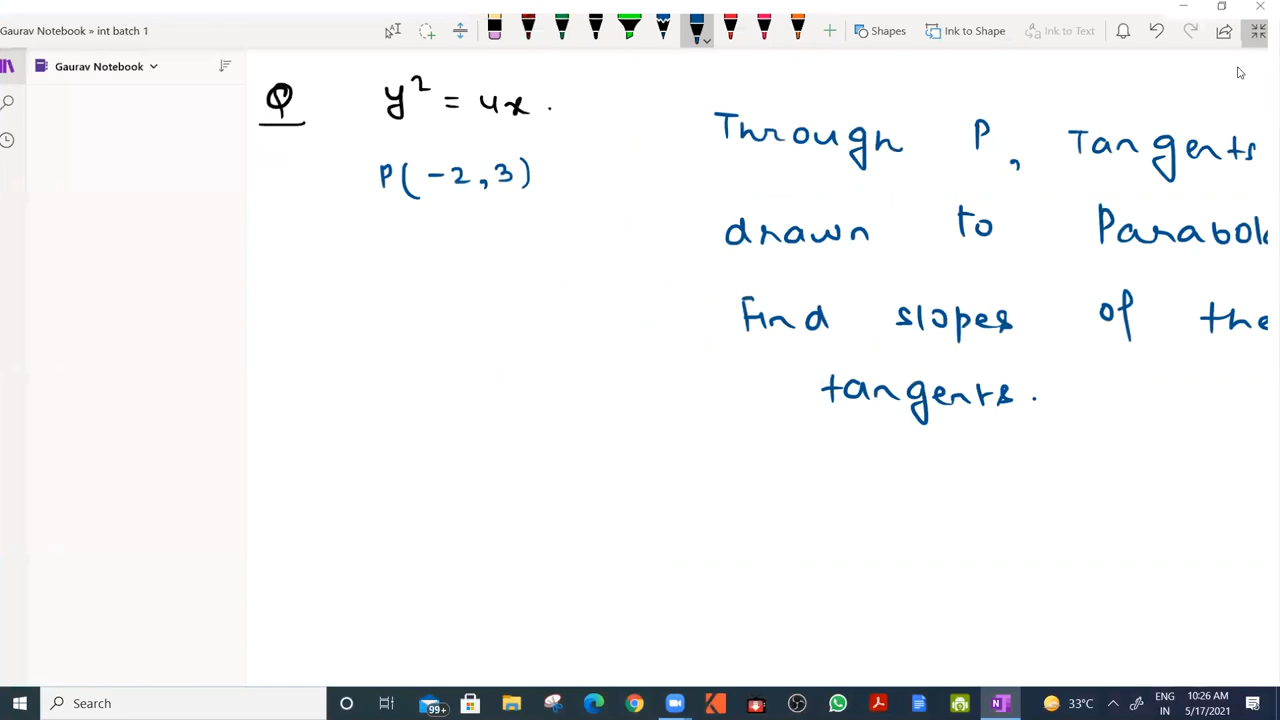 Gaurav Notebook » int batch 1
Shapes
Ink to Shape
Ink to Text
Gaurav Notebook
Q y² = 4x .
P(-2, 3)
Through P, Tangents
drawn to Parabola
Find slopes of the
tangents.
Search
99+
33°C
ENG
IN
10:26 AM
5/17/2021